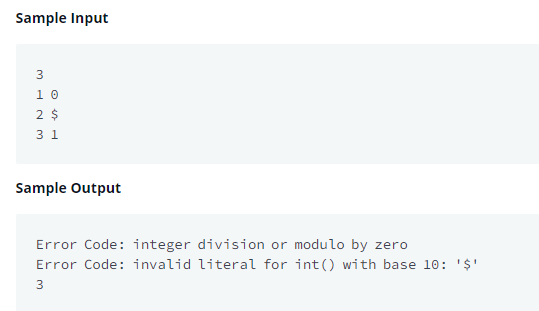 Sample Input
3
1 0
2 $
3 1
Sample Output
Error Code: integer division or modulo by zero
Error Code: invalid literal for int() with base 10: '$'
3